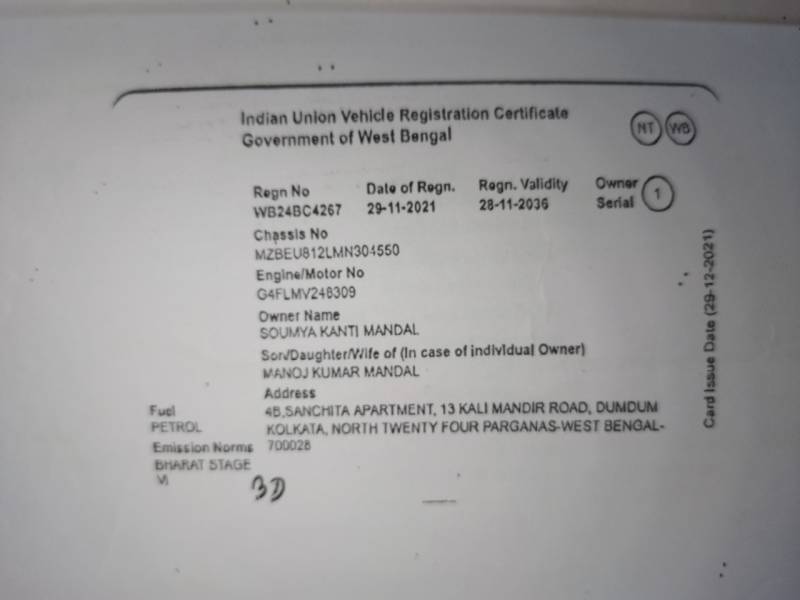 Indian Union Vehicle Registration Certificate
Government of West Bengal
NT WB
Regn No Date of Regn. Regn. Validity Owner Serial 1
WB24BC4267 29-11-2021 28-11-2036
Chassis No
MZBEU812LMN304550
Engine/Motor No
G4FLMV248309
Owner Name
SOUMYA KANTI MANDAL
Son/Daughter/Wife of (In case of individual Owner)
MANOJ KUMAR MANDAL
Address
4B,SANCHITA APARTMENT, 13 KALI MANDIR ROAD, DUMDUM
KOLKATA, NORTH TWENTY FOUR PARGANAS-WEST BENGAL-
700028
Fuel
PETROL
Emission Norms
BHARAT STAGE
VI
3D
Card Issue Date (29-12-2021)